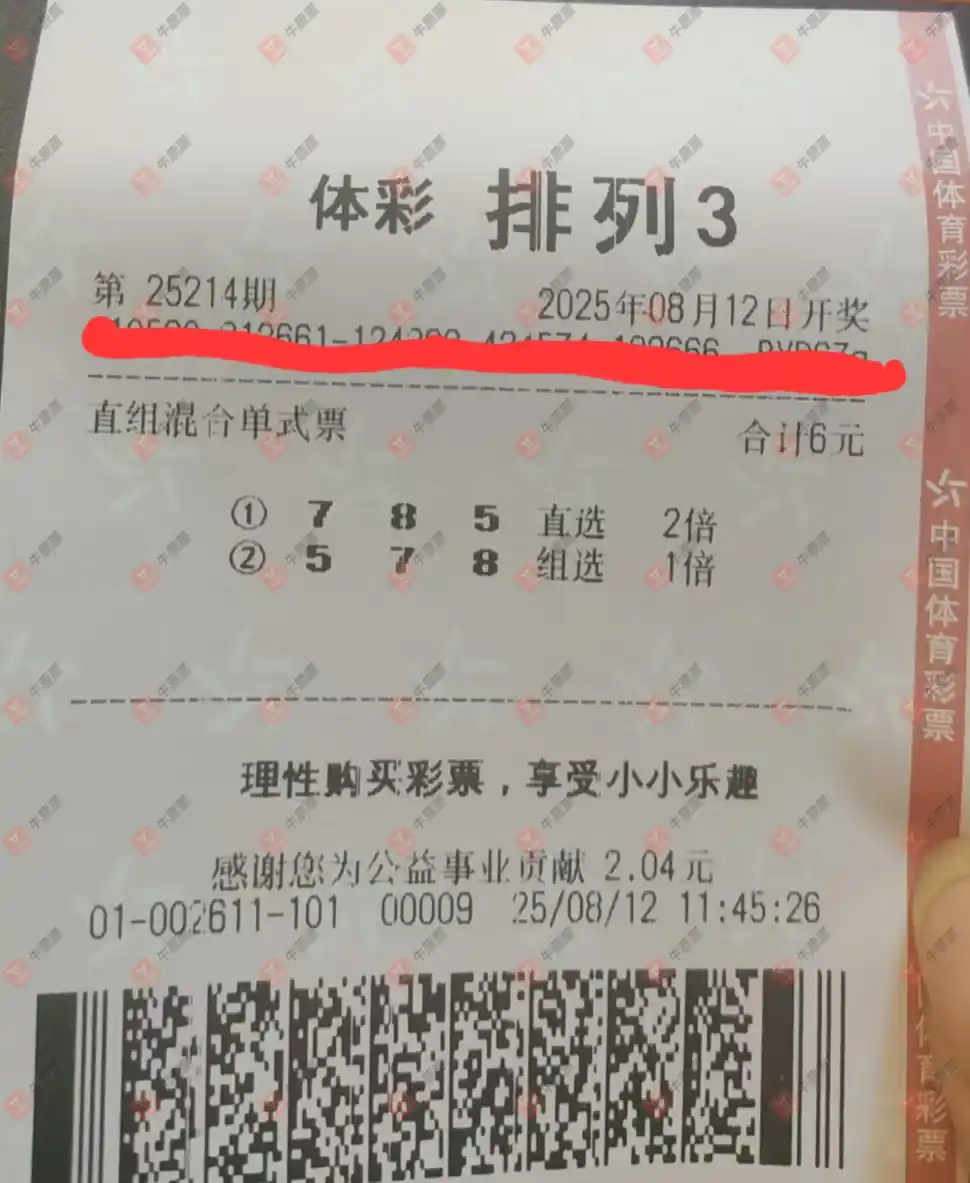 体彩 排列3
第 25214期 2025年08月12日开奖
直组混合单式票 合计6元
① 7 8 5 直选 2倍
② 5 7 8 组选 1倍
理性购买彩票，享受小小乐趣
感谢您为公益事业贡献 2.04元
01-002611-101 00009 25/08/12 11:45:26
中国体育彩票
中国体育彩票
体育彩票